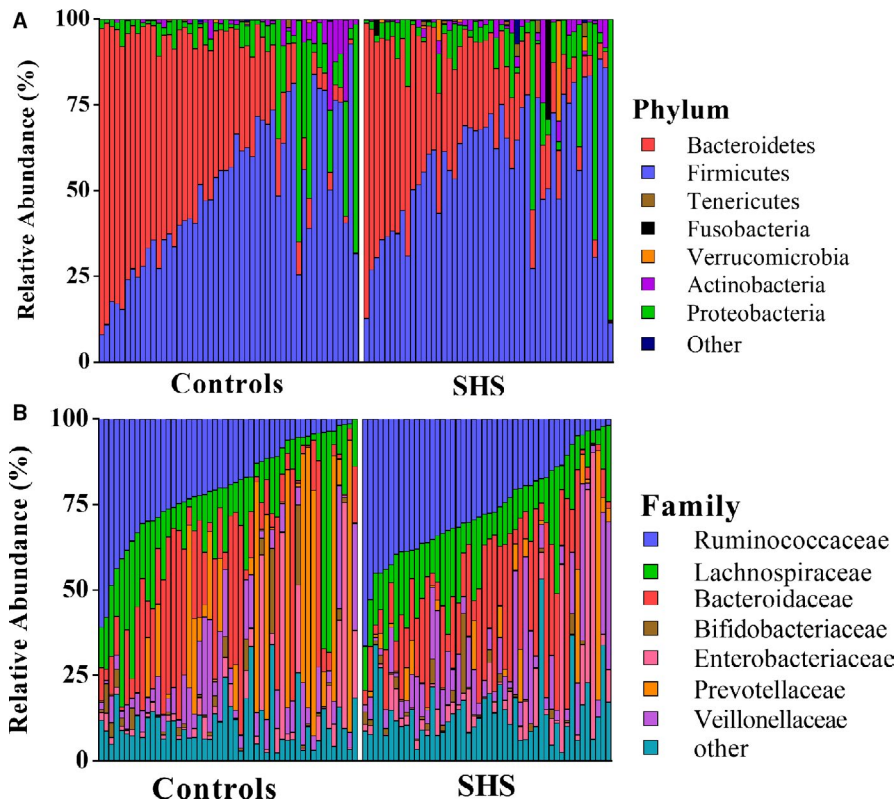 A
Relative Abundance (%)
100
75
50
25
0
Controls
SHS
Phylum
Bacteroidetes
Firmicutes
Tenericutes
Fusobacteria
Verrucomicrobia
Actinobacteria
Proteobacteria
Other
B
Relative Abundance (%)
100
75
50
25
0
Controls
SHS
Family
Ruminococcaceae
Lachnospiraceae
Bacteroidaceae
Bifidobacteriaceae
Enterobacteriaceac
Prevotellaceae
Veillonellaceae
other